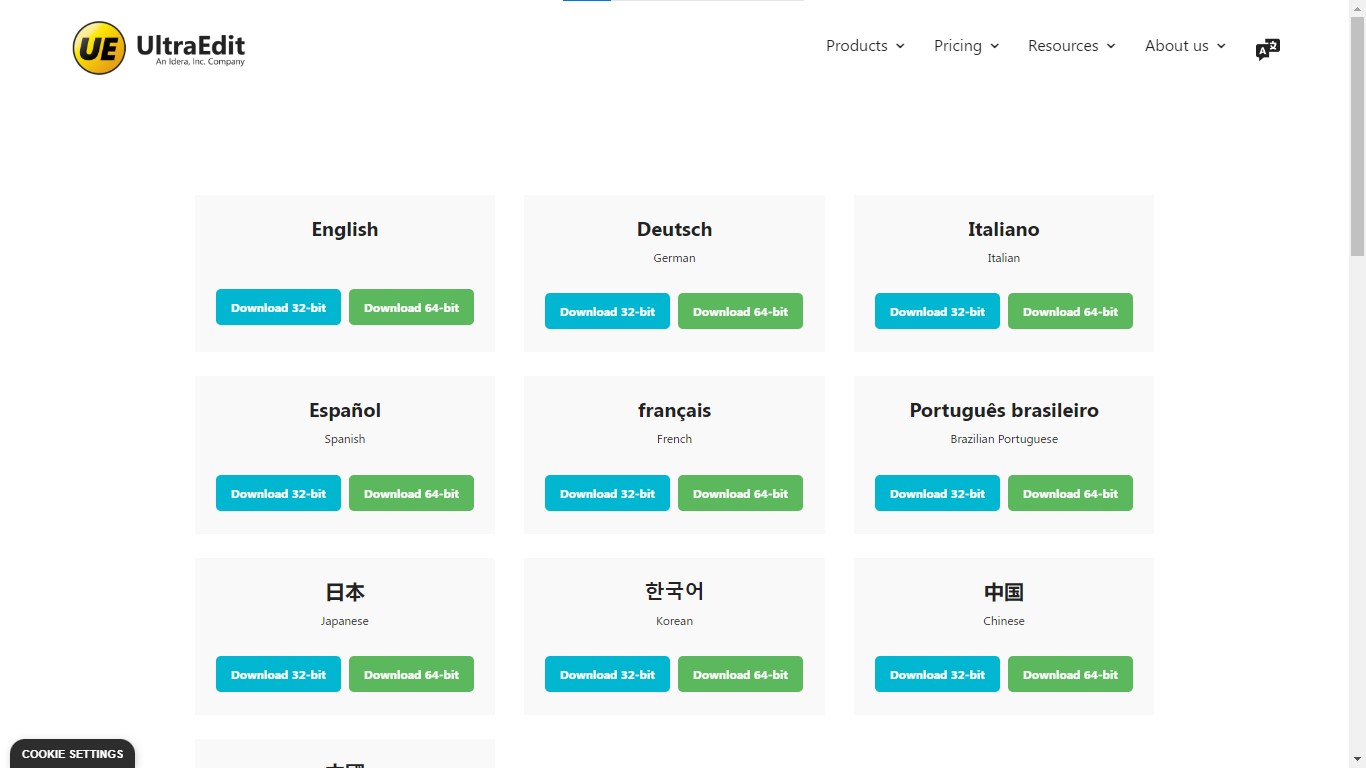 UE UltraEdit
An Idera, Inc. Company
Products Pricing Resources About us
English
Download 32-bit Download 64-bit
Deutsch
German
Download 32-bit Download 64-bit
Italiano
Italian
Download 32-bit Download 64-bit
Español
Spanish
Download 32-bit Download 64-bit
français
French
Download 32-bit Download 64-bit
Português brasileiro
Brazilian Portuguese
Download 32-bit Download 64-bit
日本
Japanese
Download 32-bit Download 64-bit
한국어
Korean
Download 32-bit Download 64-bit
中国
Chinese
Download 32-bit Download 64-bit
COOKIE SETTINGS